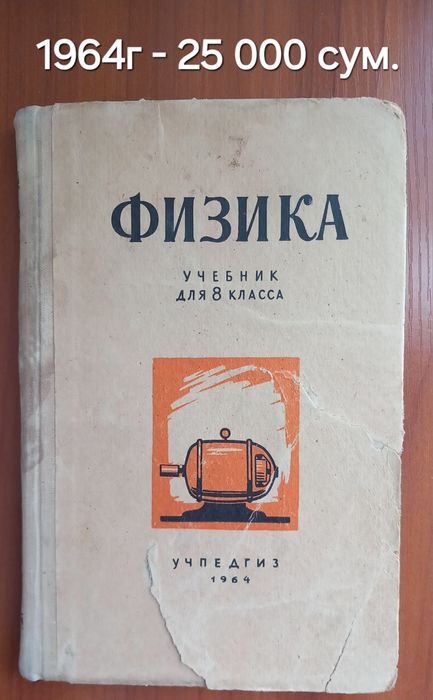 1964г - 25 000 сум.
ФИЗИКА
УЧЕБНИК
ДЛЯ 8 КЛАССА
УЧПЕДГИЗ
1964